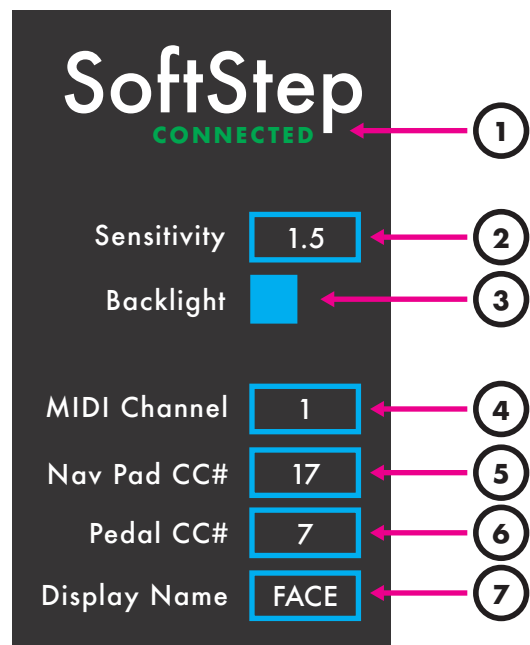 SoftStep
CONNECTED
1
Sensitivity 1.5 2
Backlight 3
MIDI Channel 1 4
Nav Pad CC# 17 5
Pedal CC# 7 6
Display Name FACE 7